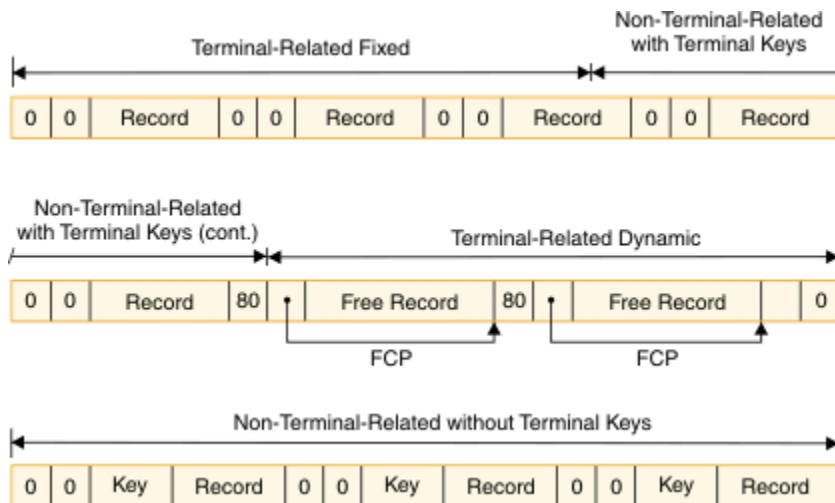 Terminal-Related Fixed
Non-Terminal-Related
with Terminal Keys
0 0 Record 0 0 Record 0 0 Record 0 0 Record
Non-Terminal-Related
with Terminal Keys (cont.)
Terminal-Related Dynamic
0 0 Record 80 Free Record 80 Free Record 0
FCP FCP
Non-Terminal-Related without Terminal Keys
0 0 Key Record 0 0 Key Record 0 0 Key Record